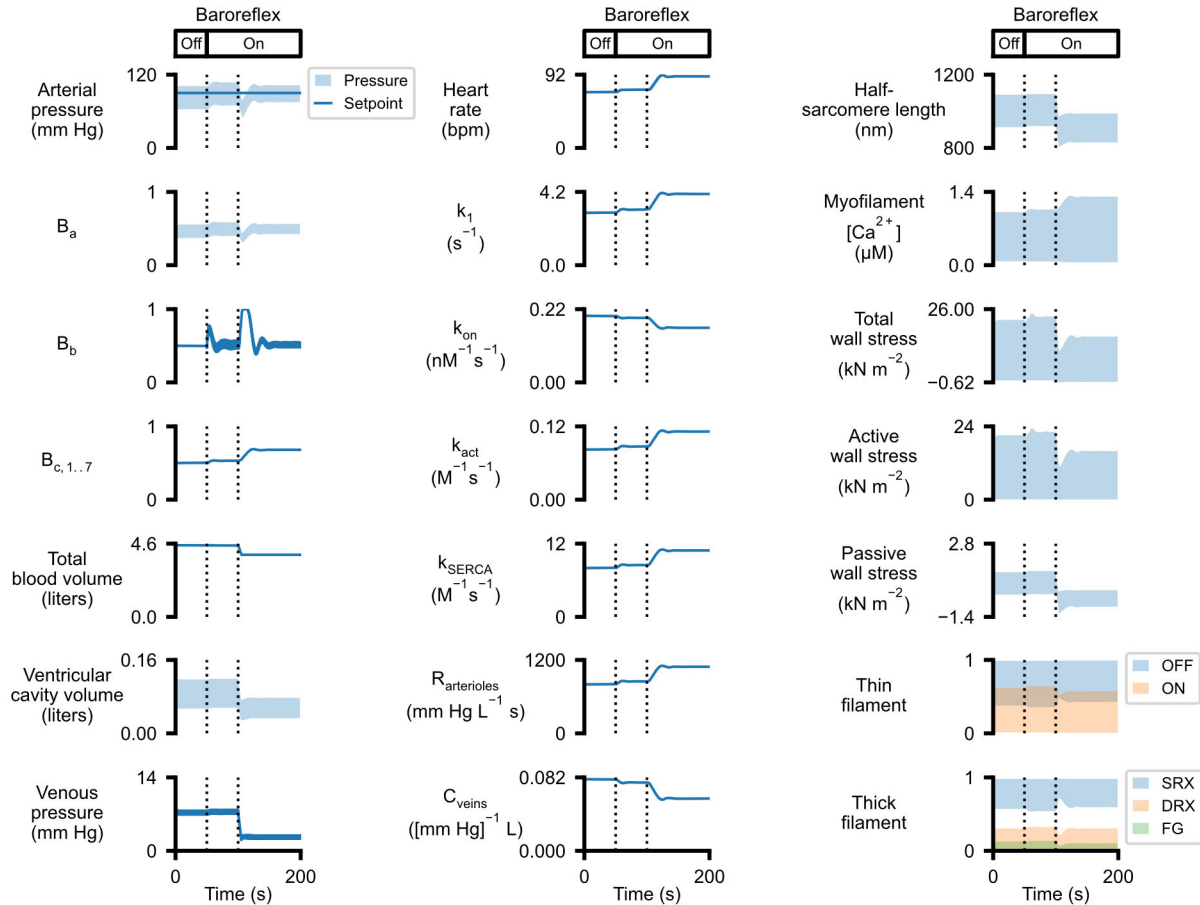 Baroreflex
Off On
Arterial
pressure
(mm Hg)
120
0
Pressure
Setpoint
B_a
1
0
B_b
1
0
B_c, 1..7
1
0
Total
blood volume
(liters)
4.6
0.0
Ventricular
cavity volume
(liters)
0.16
0.00
Venous
pressure
(mm Hg)
14
0
0 200
Time (s)
Baroreflex
Off On
Heart
rate
(bpm)
92
0
k_1
(s^−1)
4.2
0.0
k_on
(nM^−1 s^−1)
0.22
0.00
k_act
(M^−1 s^−1)
0.12
0.00
k_SERCA
(M^−1 s^−1)
12
0
R_arterioles
(mm Hg L^−1 s)
1200
0
C_veins
([mm Hg]^−1 L)
0.082
0.000
0 200
Time (s)
Baroreflex
Off On
Half-
sarcomere length
(nm)
1200
800
Myofilament
[Ca^2+]
(µM)
1.4
0.0
Total
wall stress
(kN m^−2)
26.00
−0.62
Active
wall stress
(kN m^−2)
24
0
Passive
wall stress
(kN m^−2)
2.8
−1.4
Thin
filament
1
0
OFF
ON
Thick
filament
1
0
SRX
DRX
FG
0 200
Time (s)